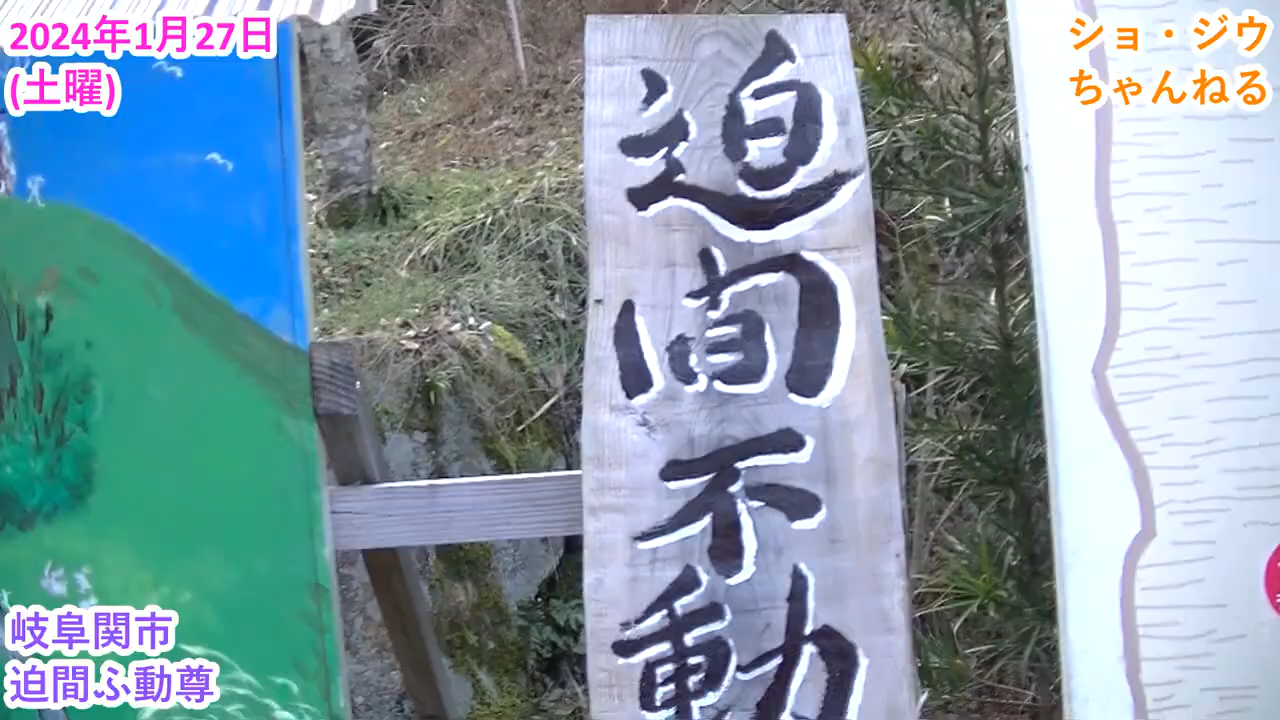 2024年1月27日
(土曜)
ショ・ジウ
ちゃんねる
迫間不動
岐阜関市
迫間ふ動尊